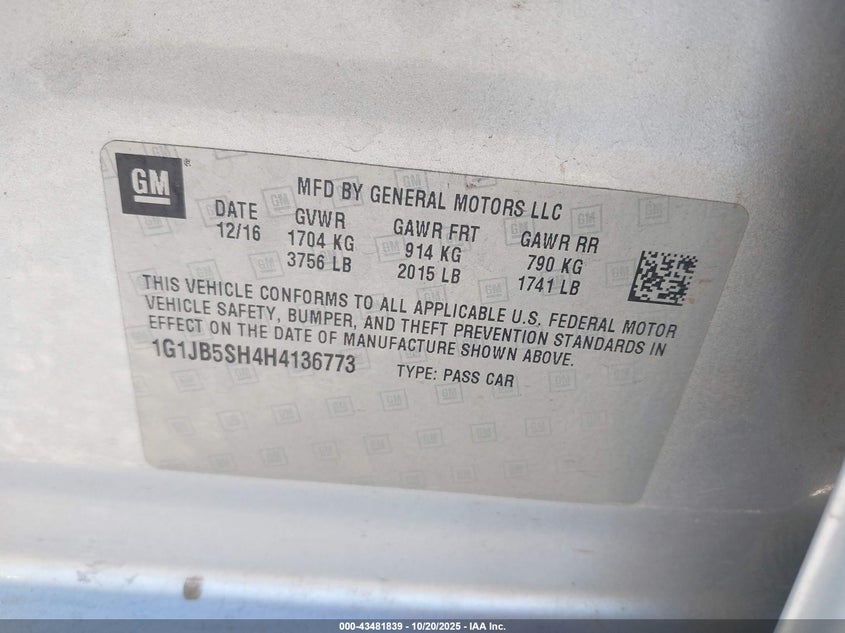 GM ®
MFD BY GENERAL MOTORS LLC
DATE GVWR GAWR FRT GAWR RR
12/16 1704 KG 914 KG 790 KG
3756 LB 2015 LB 1741 LB
THIS VEHICLE CONFORMS TO ALL APPLICABLE U.S. FEDERAL MOTOR
VEHICLE SAFETY, BUMPER, AND THEFT PREVENTION STANDARDS IN
EFFECT ON THE DATE OF MANUFACTURE SHOWN ABOVE.
1G1JB5SH4H4136773 TYPE: PASS CAR
000-43481839 - 10/20/2025 - IAA Inc.